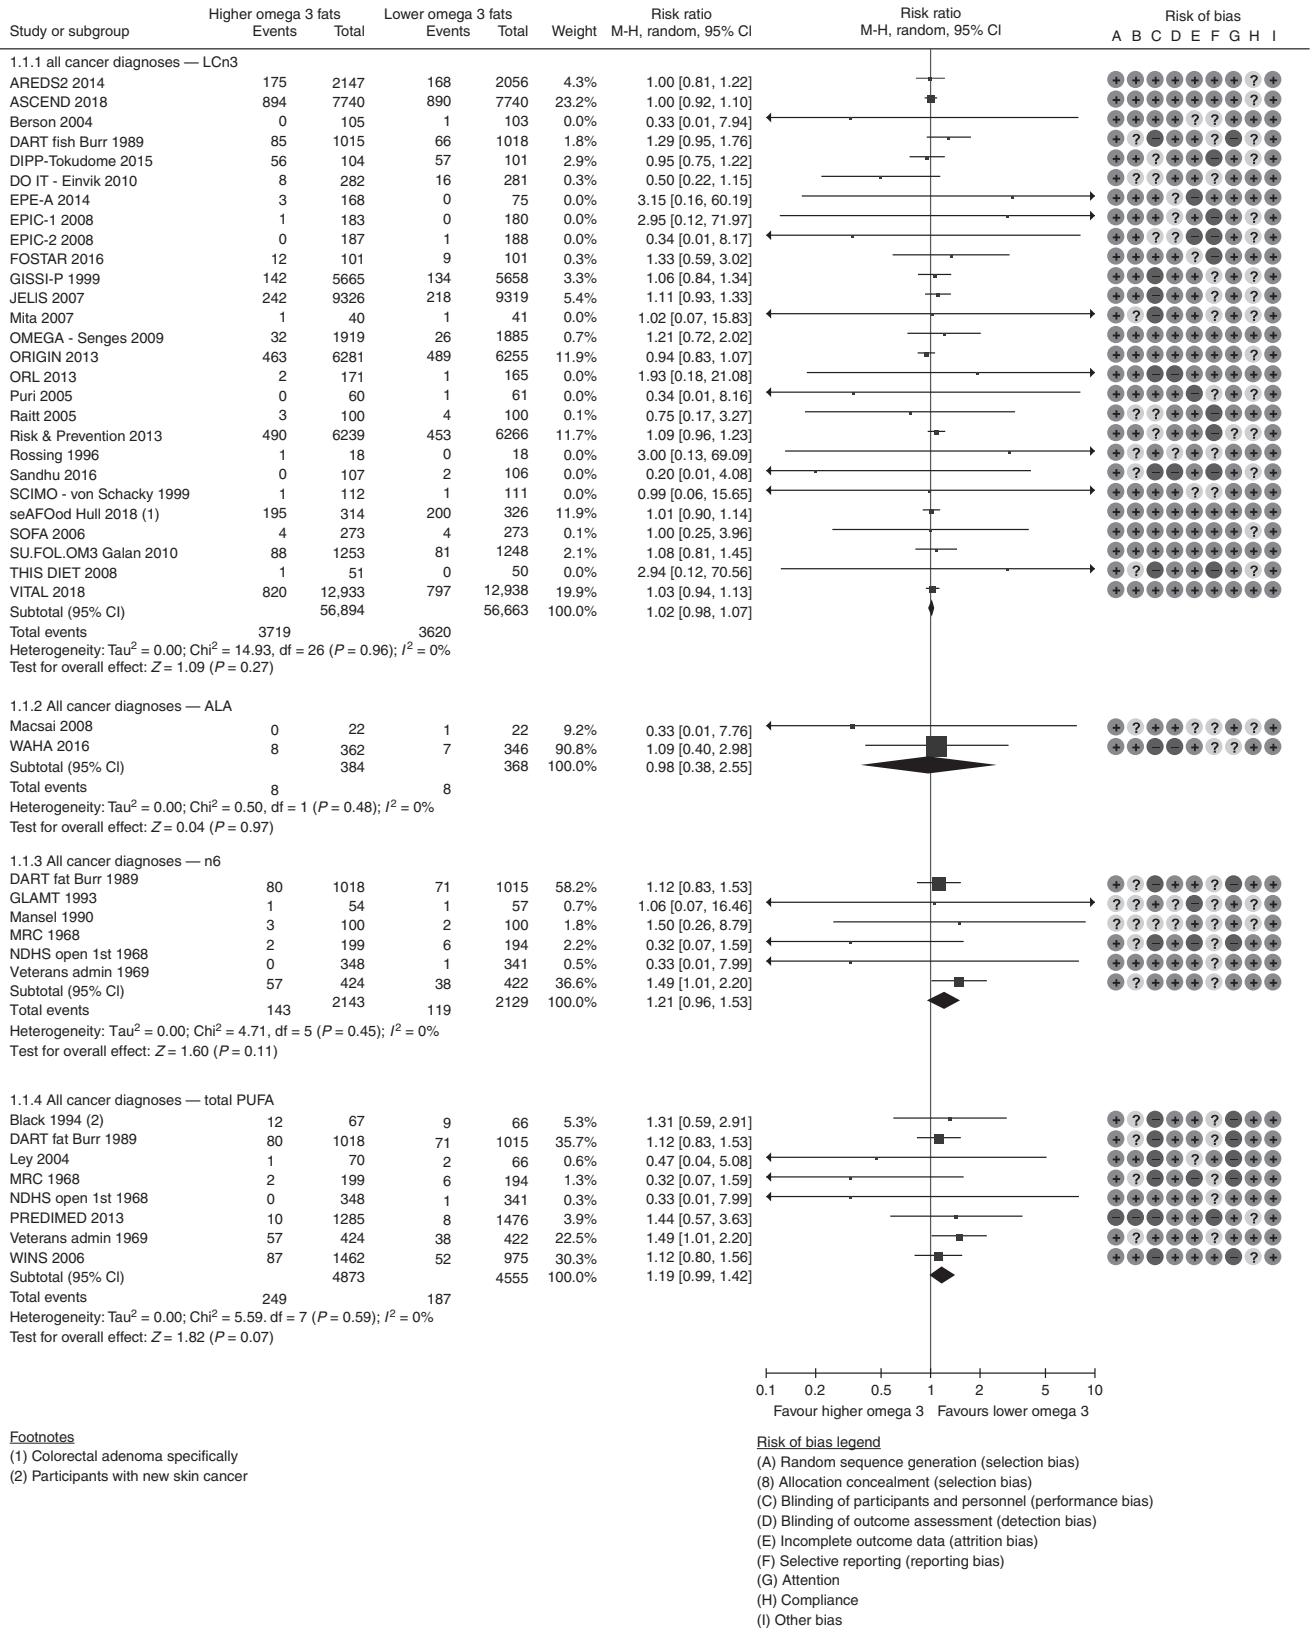 Higher omega 3 fats Lower omega 3 fats Risk ratio Risk ratio Risk of bias
Study or subgroup Events Total Events Total Weight M-H, random, 95% CI M-H, random, 95% CI A B C D E F G H I
1.1.1 all cancer diagnoses — LCn3
AREDS2 2014 175 2147 168 2056 4.3% 1.00 [0.81, 1.22]
ASCEND 2018 894 7740 890 7740 23.2% 1.00 [0.92, 1.10]
Berson 2004 0 105 1 103 0.0% 0.33 [0.01, 7.94]
DART fish Burr 1989 85 1015 66 1018 1.8% 1.29 [0.95, 1.76]
DIPP-Tokudome 2015 56 104 57 101 2.9% 0.95 [0.75, 1.22]
DO IT - Einvik 2010 8 282 16 281 0.3% 0.50 [0.22, 1.15]
EPE-A 2014 3 168 0 75 0.0% 3.15 [0.16, 60.19]
EPIC-1 2008 1 183 0 180 0.0% 2.95 [0.12, 71.97]
EPIC-2 2008 0 187 1 188 0.0% 0.34 [0.01, 8.17]
FOSTAR 2016 12 101 9 101 0.3% 1.33 [0.59, 3.02]
GISSI-P 1999 142 5665 134 5658 3.3% 1.06 [0.84, 1.34]
JELIS 2007 242 9326 218 9319 5.4% 1.11 [0.93, 1.33]
Mita 2007 1 40 1 41 0.0% 1.02 [0.07, 15.83]
OMEGA - Senges 2009 32 1919 26 1885 0.7% 1.21 [0.72, 2.02]
ORIGIN 2013 463 6281 489 6255 11.9% 0.94 [0.83, 1.07]
ORL 2013 2 171 1 165 0.0% 1.93 [0.18, 21.08]
Puri 2005 0 60 1 61 0.0% 0.34 [0.01, 8.16]
Raitt 2005 3 100 4 100 0.1% 0.75 [0.17, 3.27]
Risk & Prevention 2013 490 6239 453 6266 11.7% 1.09 [0.96, 1.23]
Rossing 1996 1 18 0 18 0.0% 3.00 [0.13, 69.09]
Sandhu 2016 0 107 2 106 0.0% 0.20 [0.01, 4.08]
SCIMO - von Schacky 1999 1 112 1 111 0.0% 0.99 [0.06, 15.65]
seAFOod Hull 2018 (1) 195 314 200 326 11.9% 1.01 [0.90, 1.14]
SOFA 2006 4 273 4 273 0.1% 1.00 [0.25, 3.96]
SU.FOL.OM3 Galan 2010 88 1253 81 1248 2.1% 1.08 [0.81, 1.45]
THIS DIET 2008 1 51 0 50 0.0% 2.94 [0.12, 70.56]
VITAL 2018 820 12,933 797 12,938 19.9% 1.03 [0.94, 1.13]
Subtotal (95% CI) 56,894 56,663 100.0% 1.02 [0.98, 1.07]
Total events 3719 3620
Heterogeneity: Tau² = 0.00; Chi² = 14.93, df = 26 (P = 0.96); I² = 0%
Test for overall effect: Z = 1.09 (P = 0.27)
1.1.2 All cancer diagnoses — ALA
Macsai 2008 0 22 1 22 9.2% 0.33 [0.01, 7.76]
WAHA 2016 8 362 7 346 90.8% 1.09 [0.40, 2.98]
Subtotal (95% CI) 384 368 100.0% 0.98 [0.38, 2.55]
Total events 8 8
Heterogeneity: Tau² = 0.00; Chi² = 0.50, df = 1 (P = 0.48); I² = 0%
Test for overall effect: Z = 0.04 (P = 0.97)
1.1.3 All cancer diagnoses — n6
DART fat Burr 1989 80 1018 71 1015 58.2% 1.12 [0.83, 1.53]
GLAMT 1993 1 54 1 57 0.7% 1.06 [0.07, 16.46]
Mansel 1990 3 100 2 100 1.8% 1.50 [0.26, 8.79]
MRC 1968 2 199 6 194 2.2% 0.32 [0.07, 1.59]
NDHS open 1st 1968 0 348 1 341 0.5% 0.33 [0.01, 7.99]
Veterans admin 1969 57 424 38 422 36.6% 1.49 [1.01, 2.20]
Subtotal (95% CI) 2143 2129 100.0% 1.21 [0.96, 1.53]
Total events 143 119
Heterogeneity: Tau² = 0.00; Chi² = 4.71, df = 5 (P = 0.45); I² = 0%
Test for overall effect: Z = 1.60 (P = 0.11)
1.1.4 All cancer diagnoses — total PUFA
Black 1994 (2) 12 67 9 66 5.3% 1.31 [0.59, 2.91]
DART fat Burr 1989 80 1018 71 1015 35.7% 1.12 [0.83, 1.53]
Ley 2004 1 70 2 66 0.6% 0.47 [0.04, 5.08]
MRC 1968 2 199 6 194 1.3% 0.32 [0.07, 1.59]
NDHS open 1st 1968 0 348 1 341 0.3% 0.33 [0.01, 7.99]
PREDIMED 2013 10 1285 8 1476 3.9% 1.44 [0.57, 3.63]
Veterans admin 1969 57 424 38 422 22.5% 1.49 [1.01, 2.20]
WINS 2006 87 1462 52 975 30.3% 1.12 [0.80, 1.56]
Subtotal (95% CI) 4873 4555 100.0% 1.19 [0.99, 1.42]
Total events 249 187
Heterogeneity: Tau² = 0.00; Chi² = 5.59. df = 7 (P = 0.59); I² = 0%
Test for overall effect: Z = 1.82 (P = 0.07)
0.1 0.2 0.5 1 2 5 10
Favour higher omega 3 Favours lower omega 3
Footnotes
(1) Colorectal adenoma specifically
(2) Participants with new skin cancer
Risk of bias legend
(A) Random sequence generation (selection bias)
(8) Allocation concealment (selection bias)
(C) Blinding of participants and personnel (performance bias)
(D) Blinding of outcome assessment (detection bias)
(E) Incomplete outcome data (attrition bias)
(F) Selective reporting (reporting bias)
(G) Attention
(H) Compliance
(I) Other bias